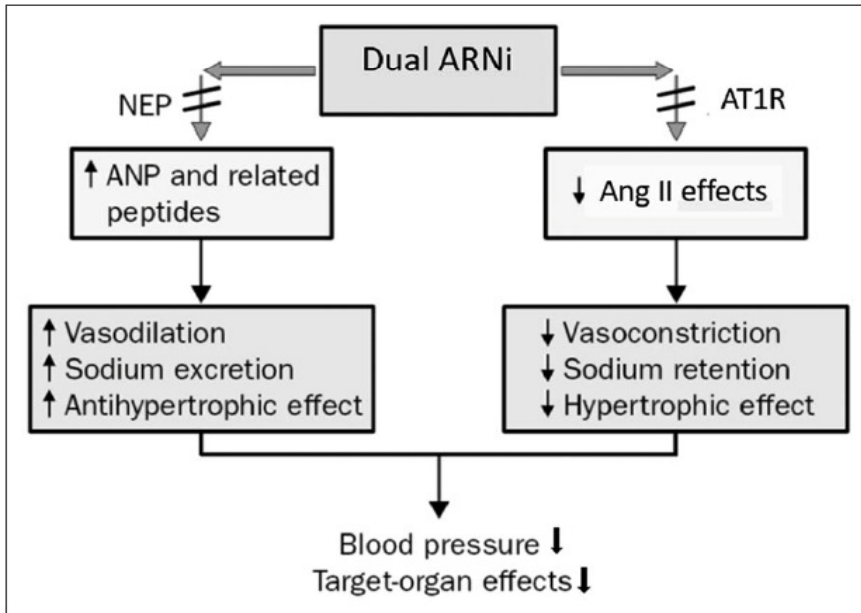 Dual ARNi
NEP
AT1R
↑ ANP and related
peptides
↓ Ang II effects
↑ Vasodilation
↑ Sodium excretion
↑ Antihypertrophic effect
↓ Vasoconstriction
↓ Sodium retention
↓ Hypertrophic effect
Blood pressure ↓
Target-organ effects ↓